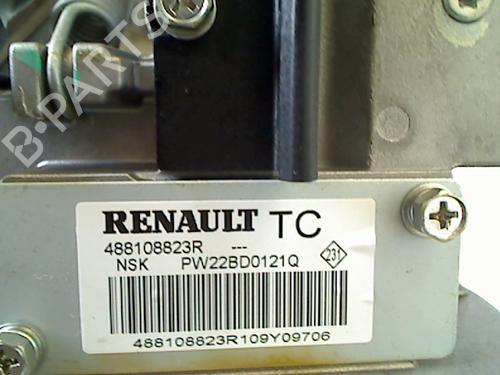 B-PARTS
RENAULT TC
488108823R ---
NSK PW22BD0121Q 231
488108823R109Y09706